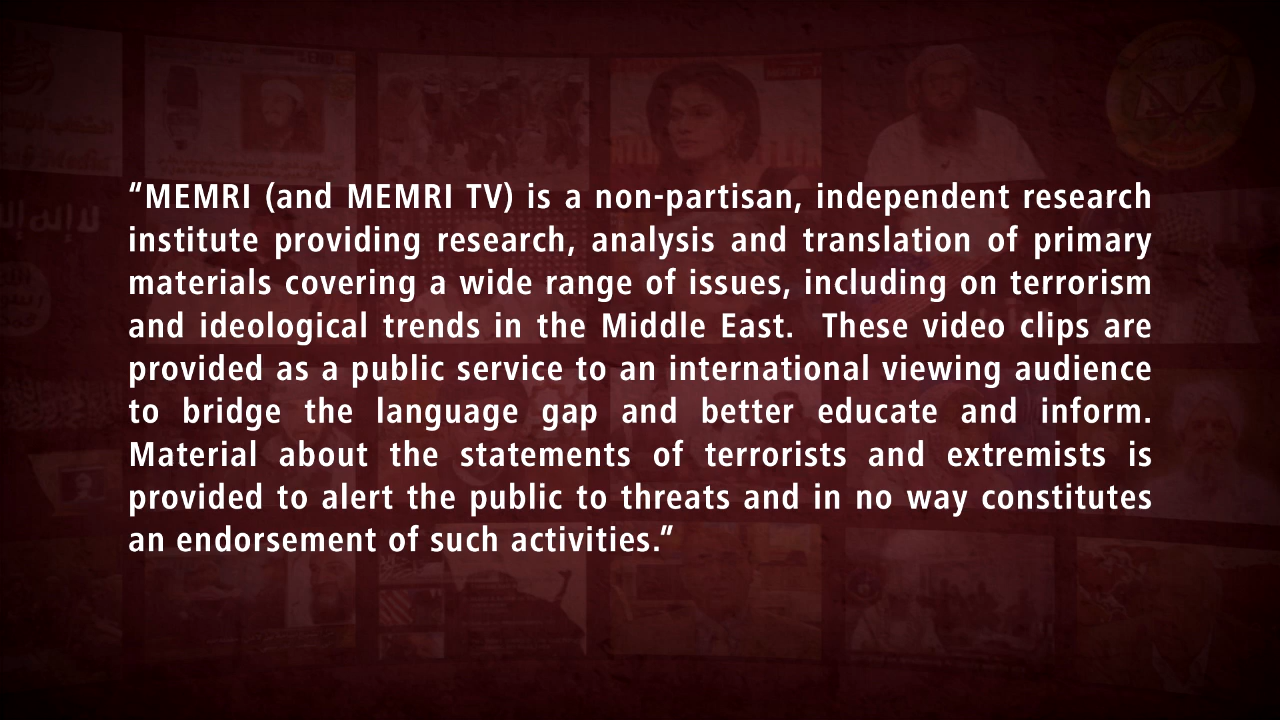 “MEMRI (and MEMRI TV) is a non-partisan, independent research
institute providing research, analysis and translation of primary
materials covering a wide range of issues, including on terrorism
and ideological trends in the Middle East. These video clips are
provided as a public service to an international viewing audience
to bridge the language gap and better educate and inform.
Material about the statements of terrorists and extremists is
provided to alert the public to threats and in no way constitutes
an endorsement of such activities.”